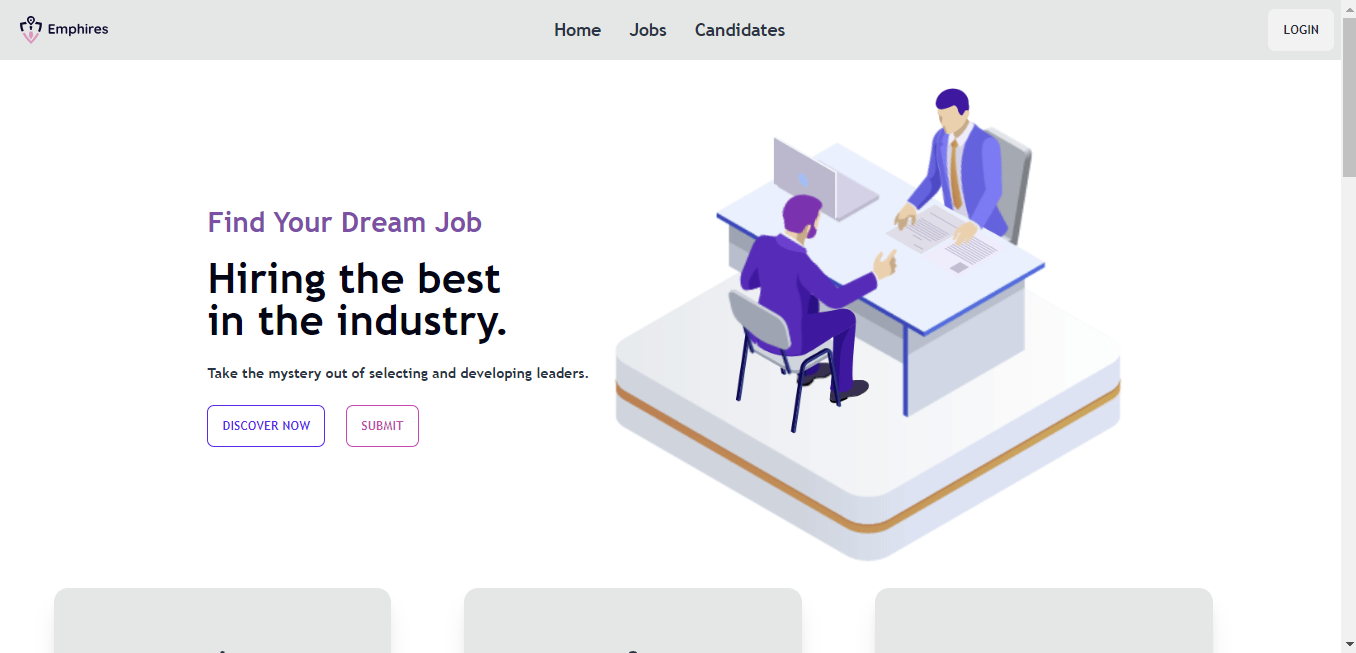 Emphires
Home Jobs Candidates
LOGIN
Find Your Dream Job
Hiring the best
in the industry.
Take the mystery out of selecting and developing leaders.
DISCOVER NOW SUBMIT